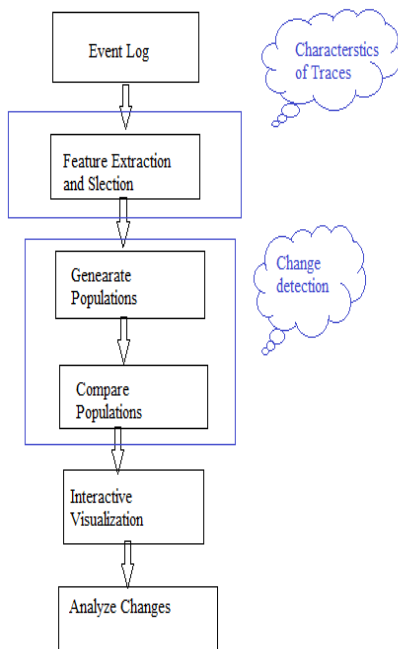 Event Log
Characterstics
of Traces
Feature Extraction
and Slection
Genearate
Populations
Change
detection
Compare
Populations
Interactive
Visualization
Analyze Changes